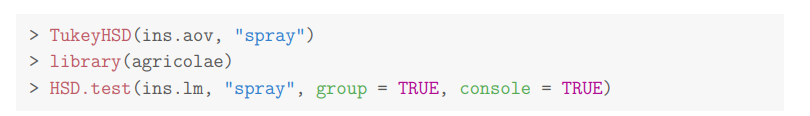 > TukeyHSD(ins.aov, "spray")
> library(agricolae)
> HSD.test(ins.lm, "spray", group = TRUE, console = TRUE)